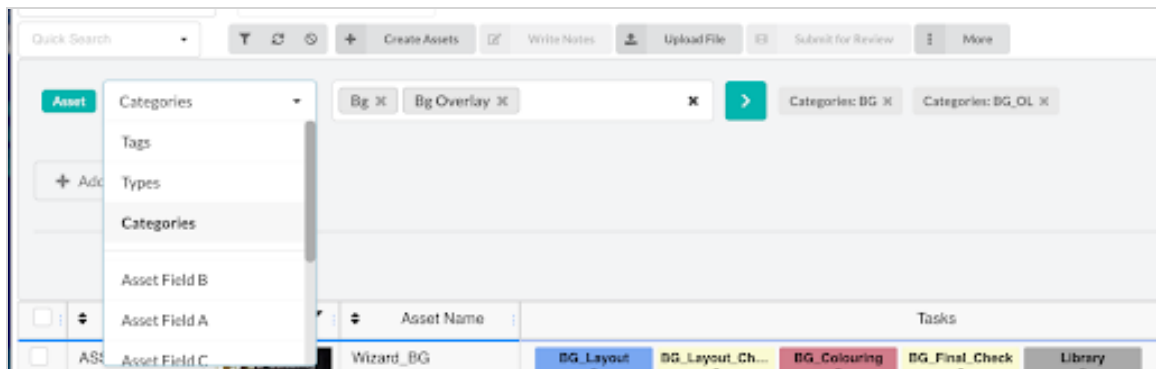 Quick Search
Create Assets Write Notes Upload File Submit for Review More
Asset Categories Bg Bg Overlay Categories: BG Categories: BG_OL
Tags
Types
Categories
Asset Field B
Asset Field A
Asset Field C
Asset Name Tasks
Wizard_BG BG_Layout BG_Layout_Ch... BG_Colouring BG_Final_Check Library